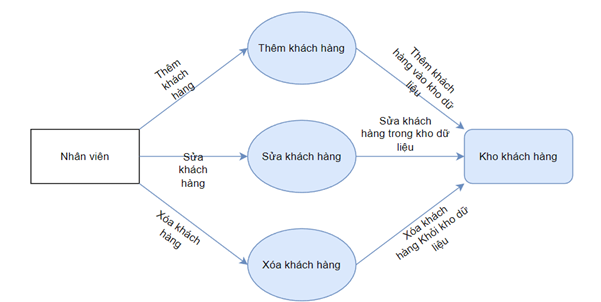 Thêm khách hàng
Thêm
khách
hàng
Thêm khách
hàng vào kho dữ
liệu
Nhân viên
Sửa
khách
hàng
Sửa khách hàng
Sửa khách
hàng trong kho dữ
liệu
Kho khách hàng
Xóa khách
hàng
Xóa khách hàng
Xóa khách
hàng Khỏi kho dữ
liệu